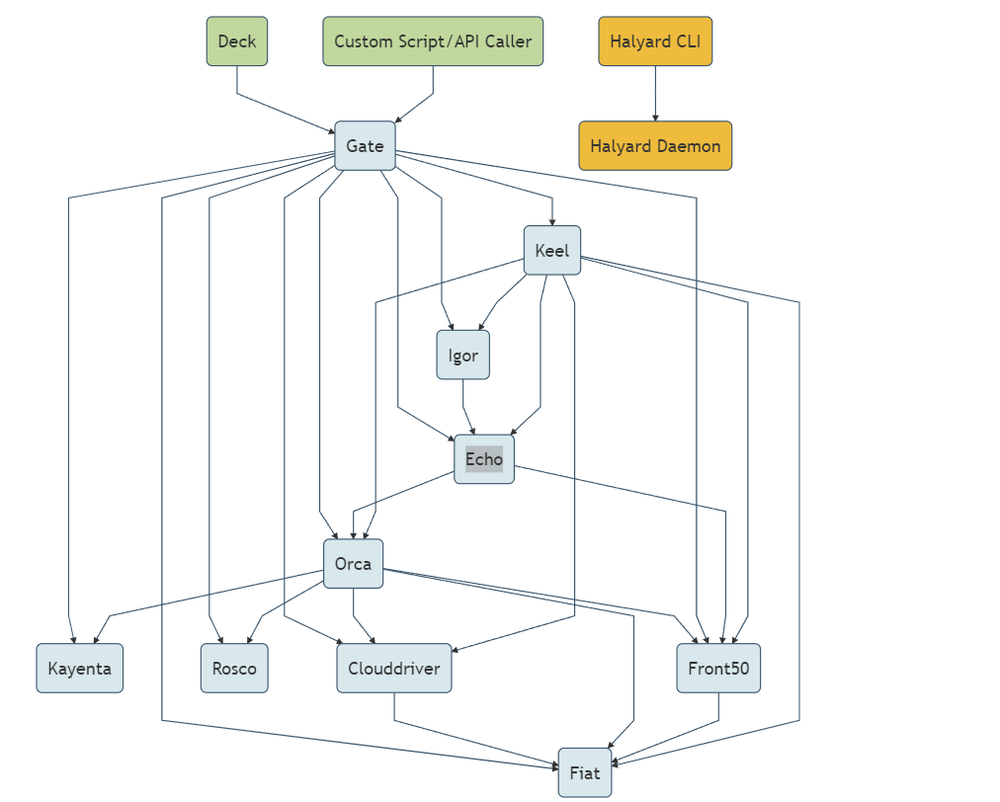 Deck
Custom Script/API Caller
Halyard CLI
Gate
Halyard Daemon
Keel
Igor
Echo
Orca
Kayenta
Rosco
Clouddriver
Front50
Fiat